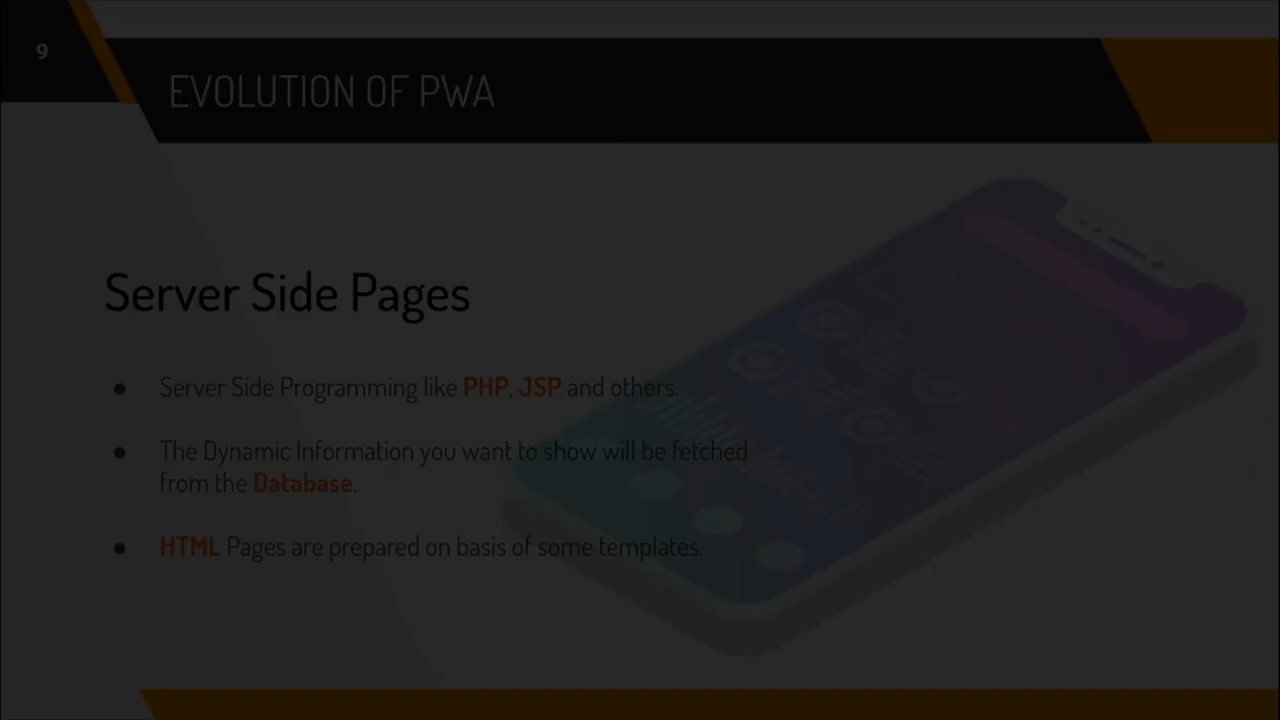 9
EVOLUTION OF PWA
Server Side Pages
● Server Side Programming like PHP, JSP and others.
● The Dynamic Information you want to show will be fetched
from the Database.
● HTML Pages are prepared on basis of some templates.